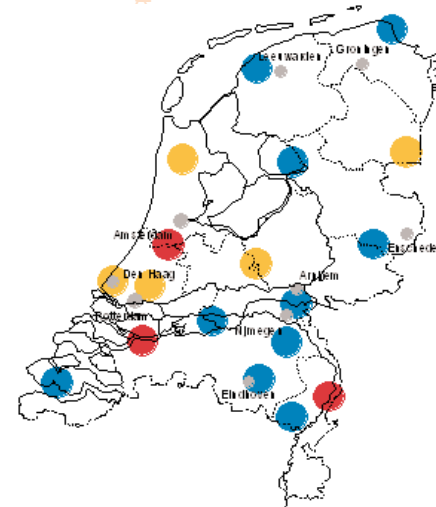 Groningen
Leeuwarden
Amsterdam
Enschede
Den Haag
Arnhem
Rotterdam
Nijmegen
Eindhoven